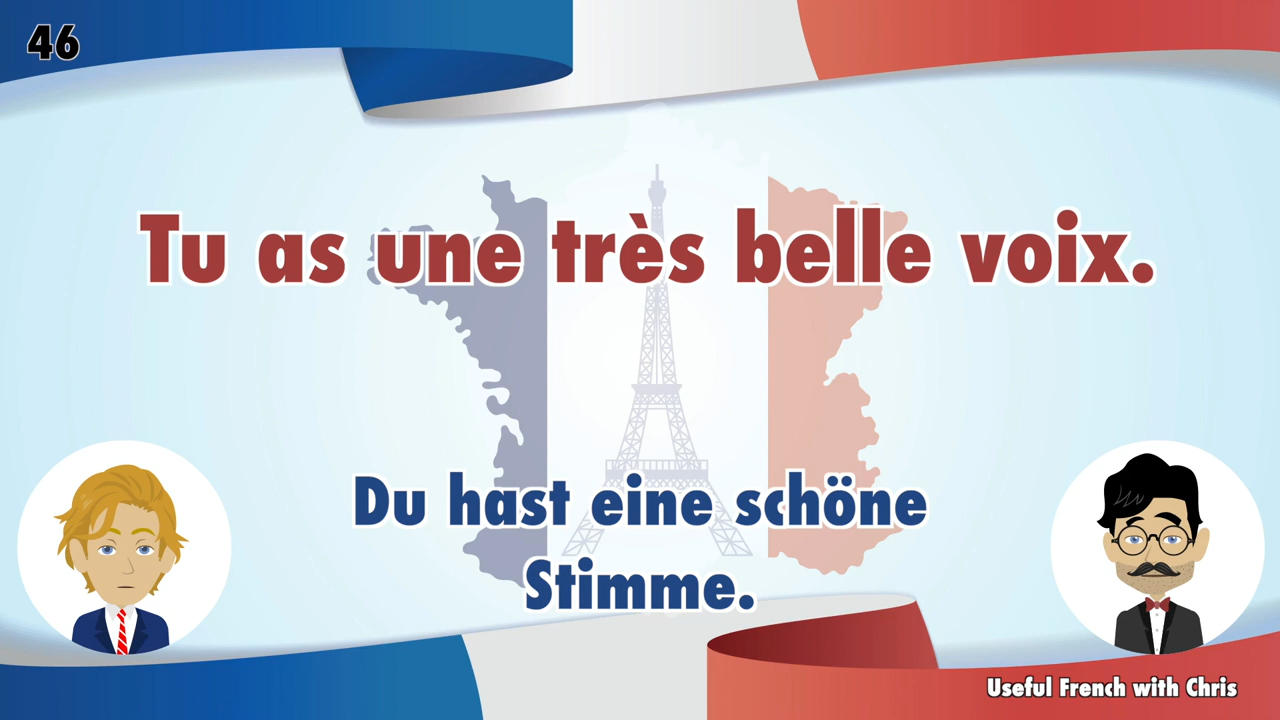 46
Tu as une très belle voix.
Du hast eine schöne
Stimme.
Useful French with Chris